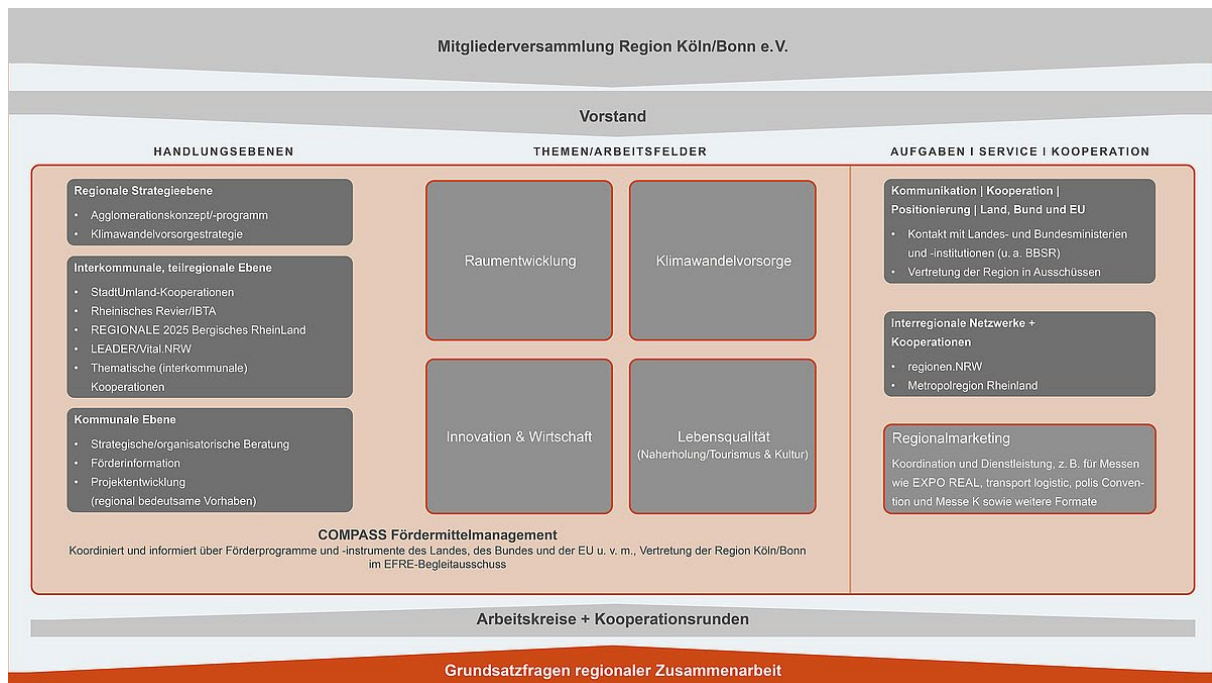 Mitgliederversammlung Region Köln/Bonn e.V.
Vorstand
HANDLUNGSEBENEN
Regionale Strategieebene
• Agglomerationskonzept/-programm
• Klimawandelvorsorgestrategie
Interkommunale, teilregionale Ebene
• StadtUmland-Kooperationen
• Rheinisches Revier/IBTA
• REGIONALE 2025 Bergisches RheinLand
• LEADER/Vital.NRW
• Thematische (interkommunale)
Kooperationen
Kommunale Ebene
• Strategische/organisatorische Beratung
• Förderinformation
• Projektentwicklung
(regional bedeutsame Vorhaben)
THEMEN/ARBEITSFELDER
Raumentwicklung
Klimawandelvorsorge
Innovation & Wirtschaft
Lebensqualität
(Naherholung/Tourismus & Kultur)
COMPASS Fördermittelmanagement
Koordiniert und informiert über Förderprogramme und -instrumente des Landes, des Bundes und der EU u. v. m., Vertretung der Region Köln/Bonn
im EFRE-Begleitausschuss
AUFGABEN I SERVICE I KOOPERATION
Kommunikation | Kooperation |
Positionierung | Land, Bund und EU
• Kontakt mit Landes- und Bundesministerien
und -institutionen (u. a. BBSR)
• Vertretung der Region in Ausschüssen
Interregionale Netzwerke +
Kooperationen
• regionen.NRW
• Metropolregion Rheinland
Regionalmarketing
Koordination und Dienstleistung, z. B. für Messen
wie EXPO REAL, transport logistic, polis Conven-
tion und Messe K sowie weitere Formate
Arbeitskreise + Kooperationsrunden
Grundsatzfragen regionaler Zusammenarbeit